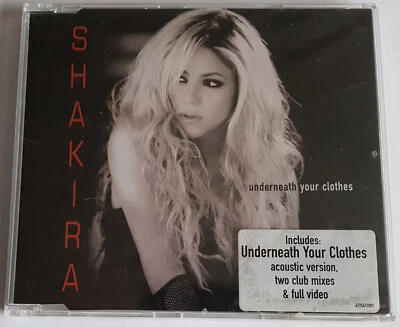 SHAKIRA
underneath your clothes
Includes:
Underneath Your Clothes
acoustic version,
two club mixes
& full video